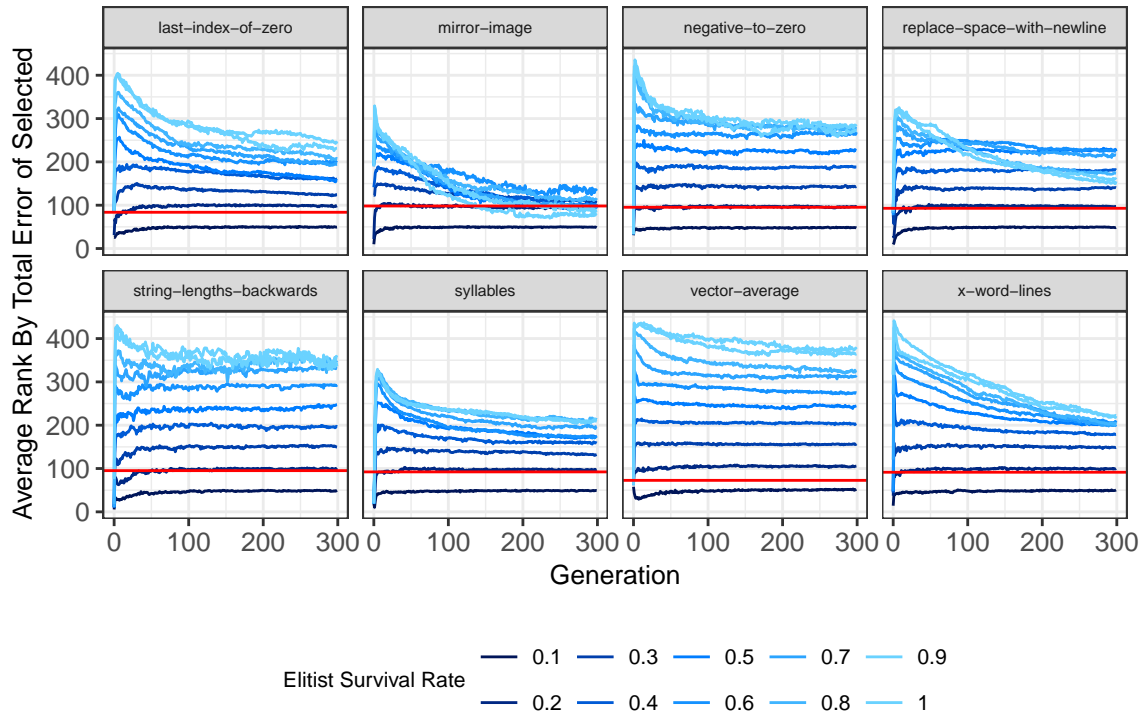 last−index−of−zero mirror−image negative−to−zero replace−space−with−newline
400
300
200
100
0
string−lengths−backwards syllables vector−average x−word−lines
400
300
200
100
0
0 100 200 300 0 100 200 300 0 100 200 300 0 100 200 300
Generation
Average Rank By Total Error of Selected
Elitist Survival Rate
0.1 0.3 0.5 0.7 0.9
0.2 0.4 0.6 0.8 1